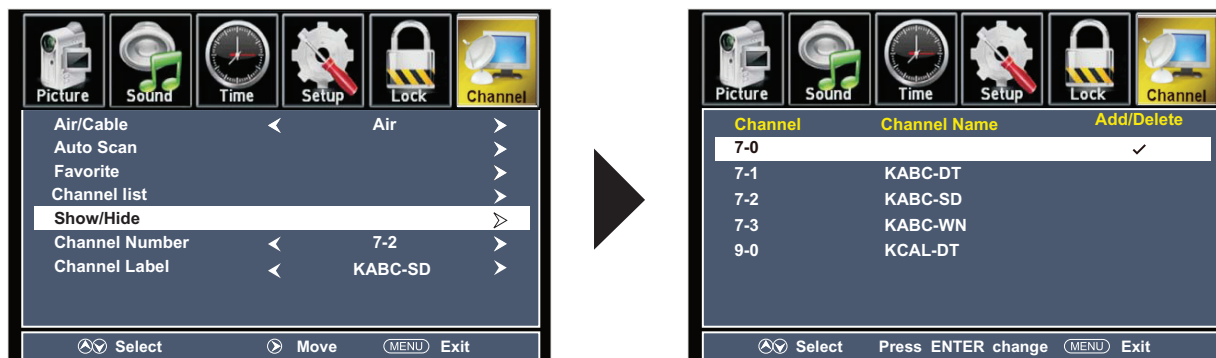 Picture Sound Time Setup Lock Channel
Air/Cable Air
Auto Scan
Favorite
Channel list
Show/Hide
Channel Number 7-2
Channel Label KABC-SD
Select Move MENU Exit
Picture Sound Time Setup Lock Channel
Channel Channel Name Add/Delete
7-0
7-1 KABC-DT
7-2 KABC-SD
7-3 KABC-WN
9-0 KCAL-DT
Select Press ENTER change MENU Exit